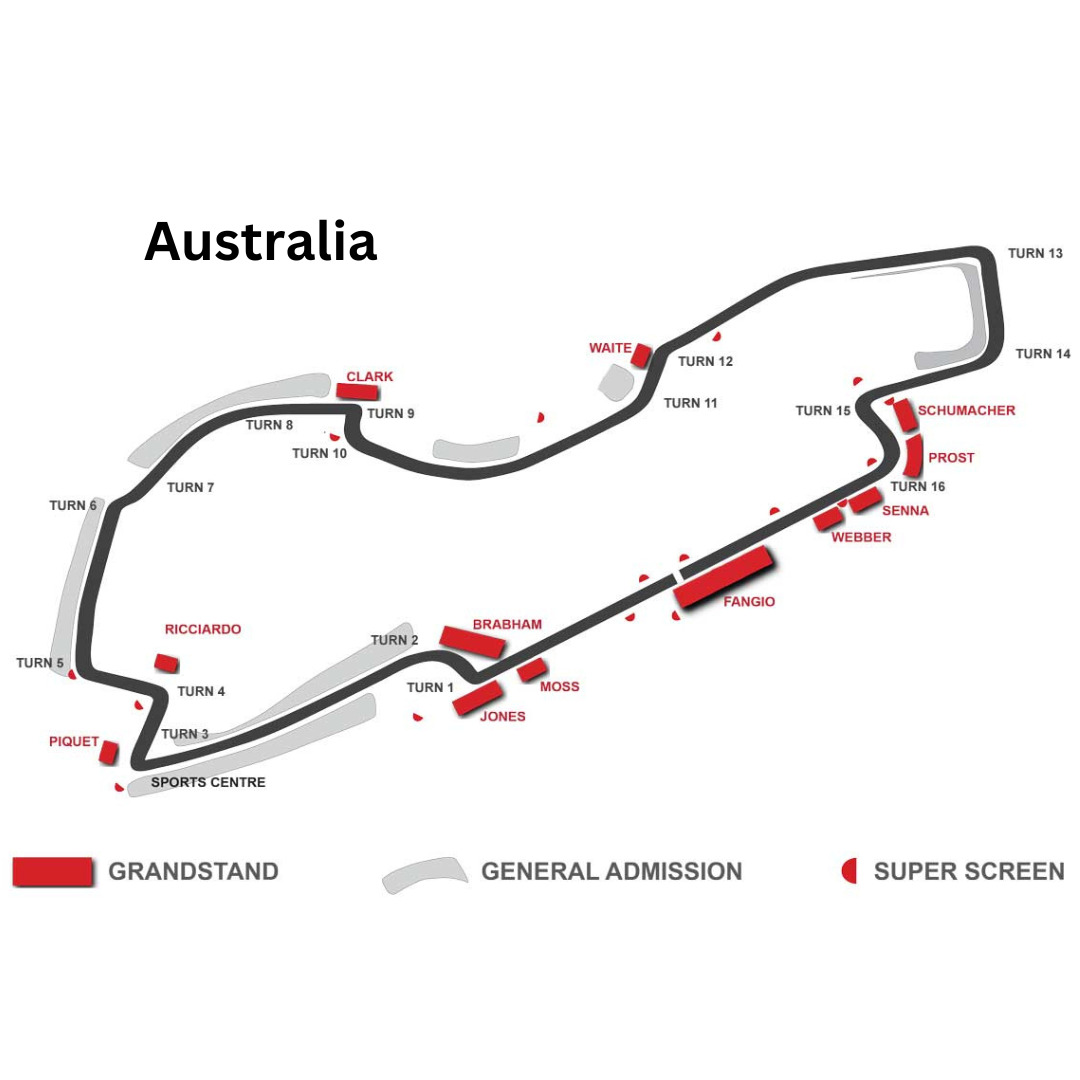 Australia
TURN 13
WAITE
TURN 12
TURN 14
CLARK
TURN 11
TURN 9
TURN 15
SCHUMACHER
TURN 8
TURN 10
PROST
TURN 7
TURN 16
TURN 6
SENNA
WEBBER
FANGIO
RICCIARDO
BRABHAM
TURN 2
TURN 5
TURN 4
TURN 1
MOSS
JONES
TURN 3
PIQUET
SPORTS CENTRE
GRANDSTAND
GENERAL ADMISSION
SUPER SCREEN